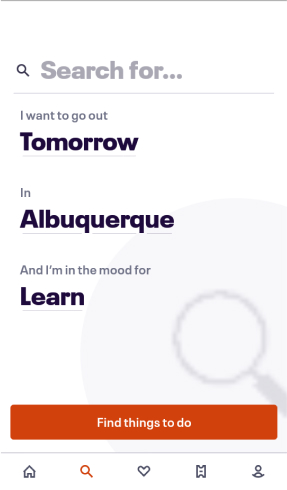 Search for...
I want to go out
Tomorrow
In
Albuquerque
And I'm in the mood for
Learn
Find things to do